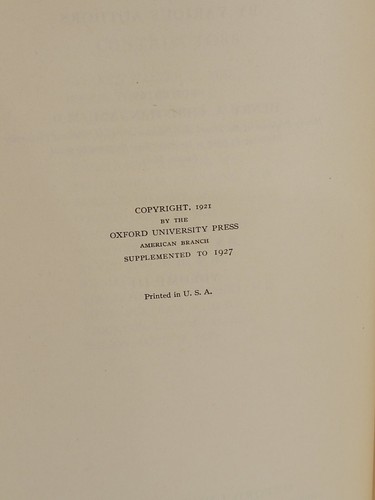 COPYRIGHT, 1921
BY THE
OXFORD UNIVERSITY PRESS
AMERICAN BRANCH
SUPPLEMENTED TO 1927
Printed in U. S. A.